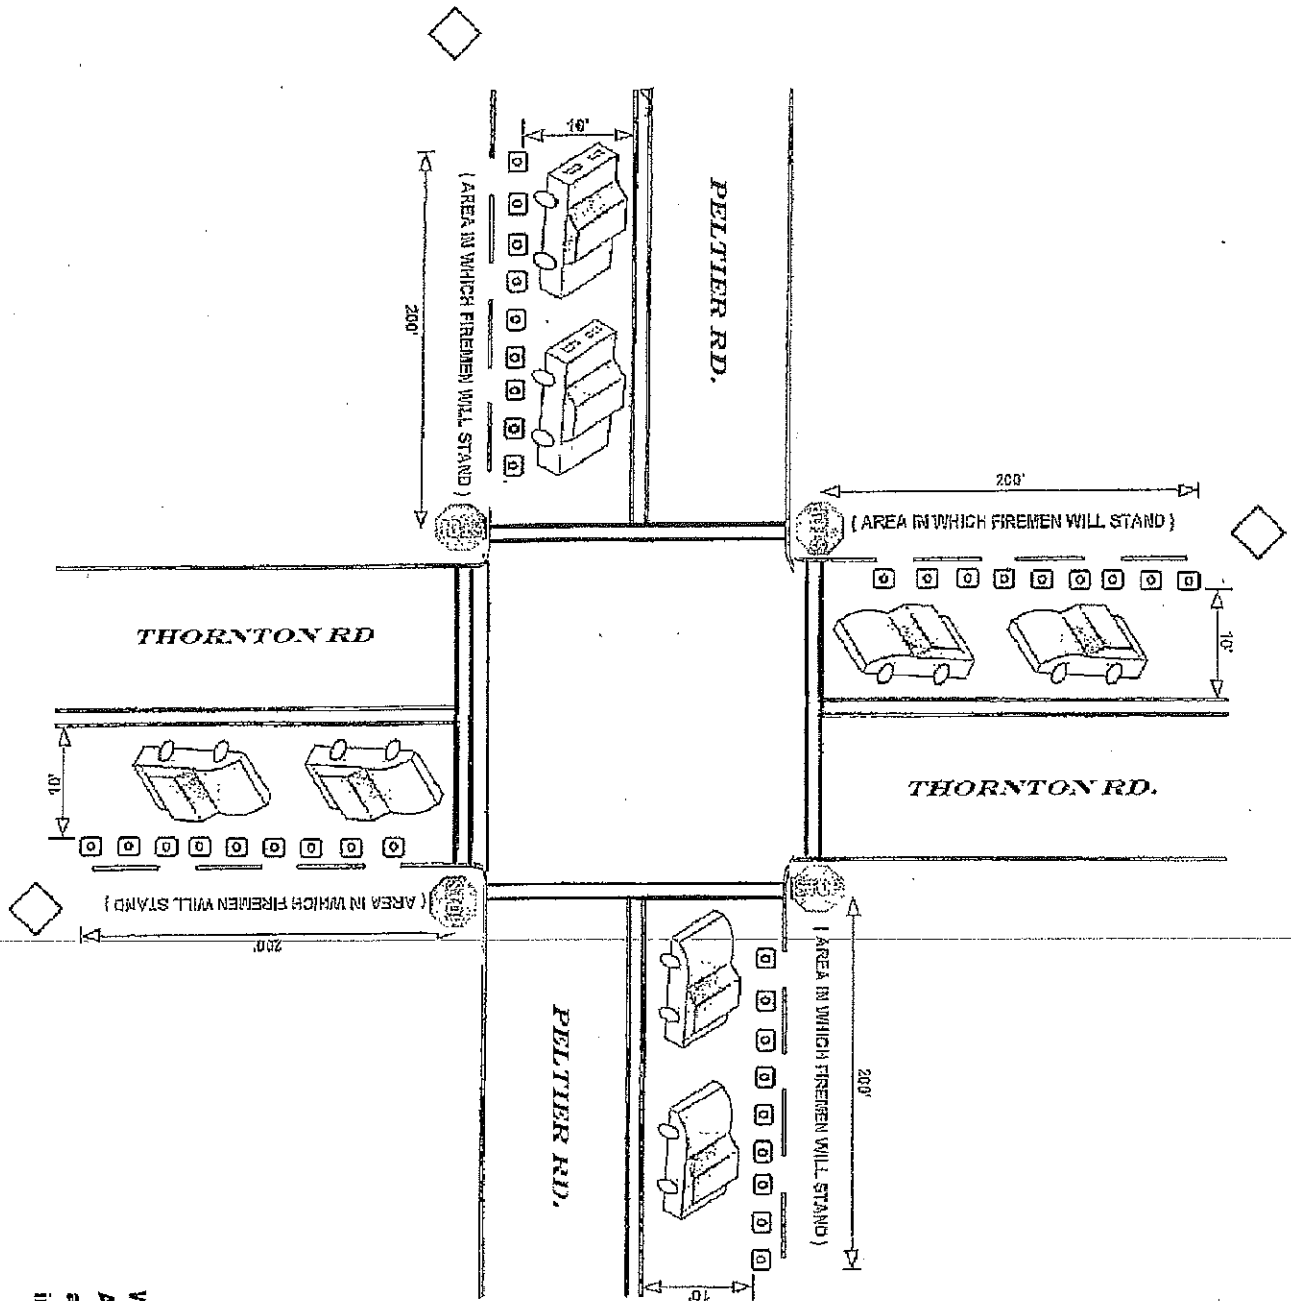 10'
( AREA IN WHICH FIREMEN WILL STAND )
200'
PELTIER RD.
200'
( AREA IN WHICH FIREMEN WILL STAND )
10'
THORNTON RD
THORNTON RD.
10'
( AREA IN WHICH FIREMEN WILL STAND )
200'
PELTIER RD.
( AREA IN WHICH FIREMEN WILL STAND )
200'
10'